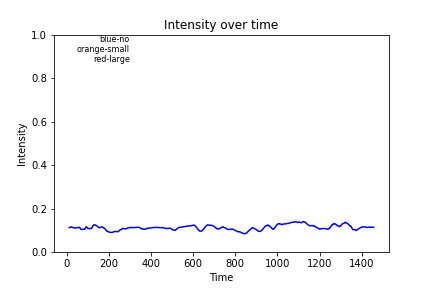 Intensity over time
blue-no
orange-small
red-large
1.0
0.8
0.6
0.4
0.2
0.0
Intensity
0 200 400 600 800 1000 1200 1400
Time